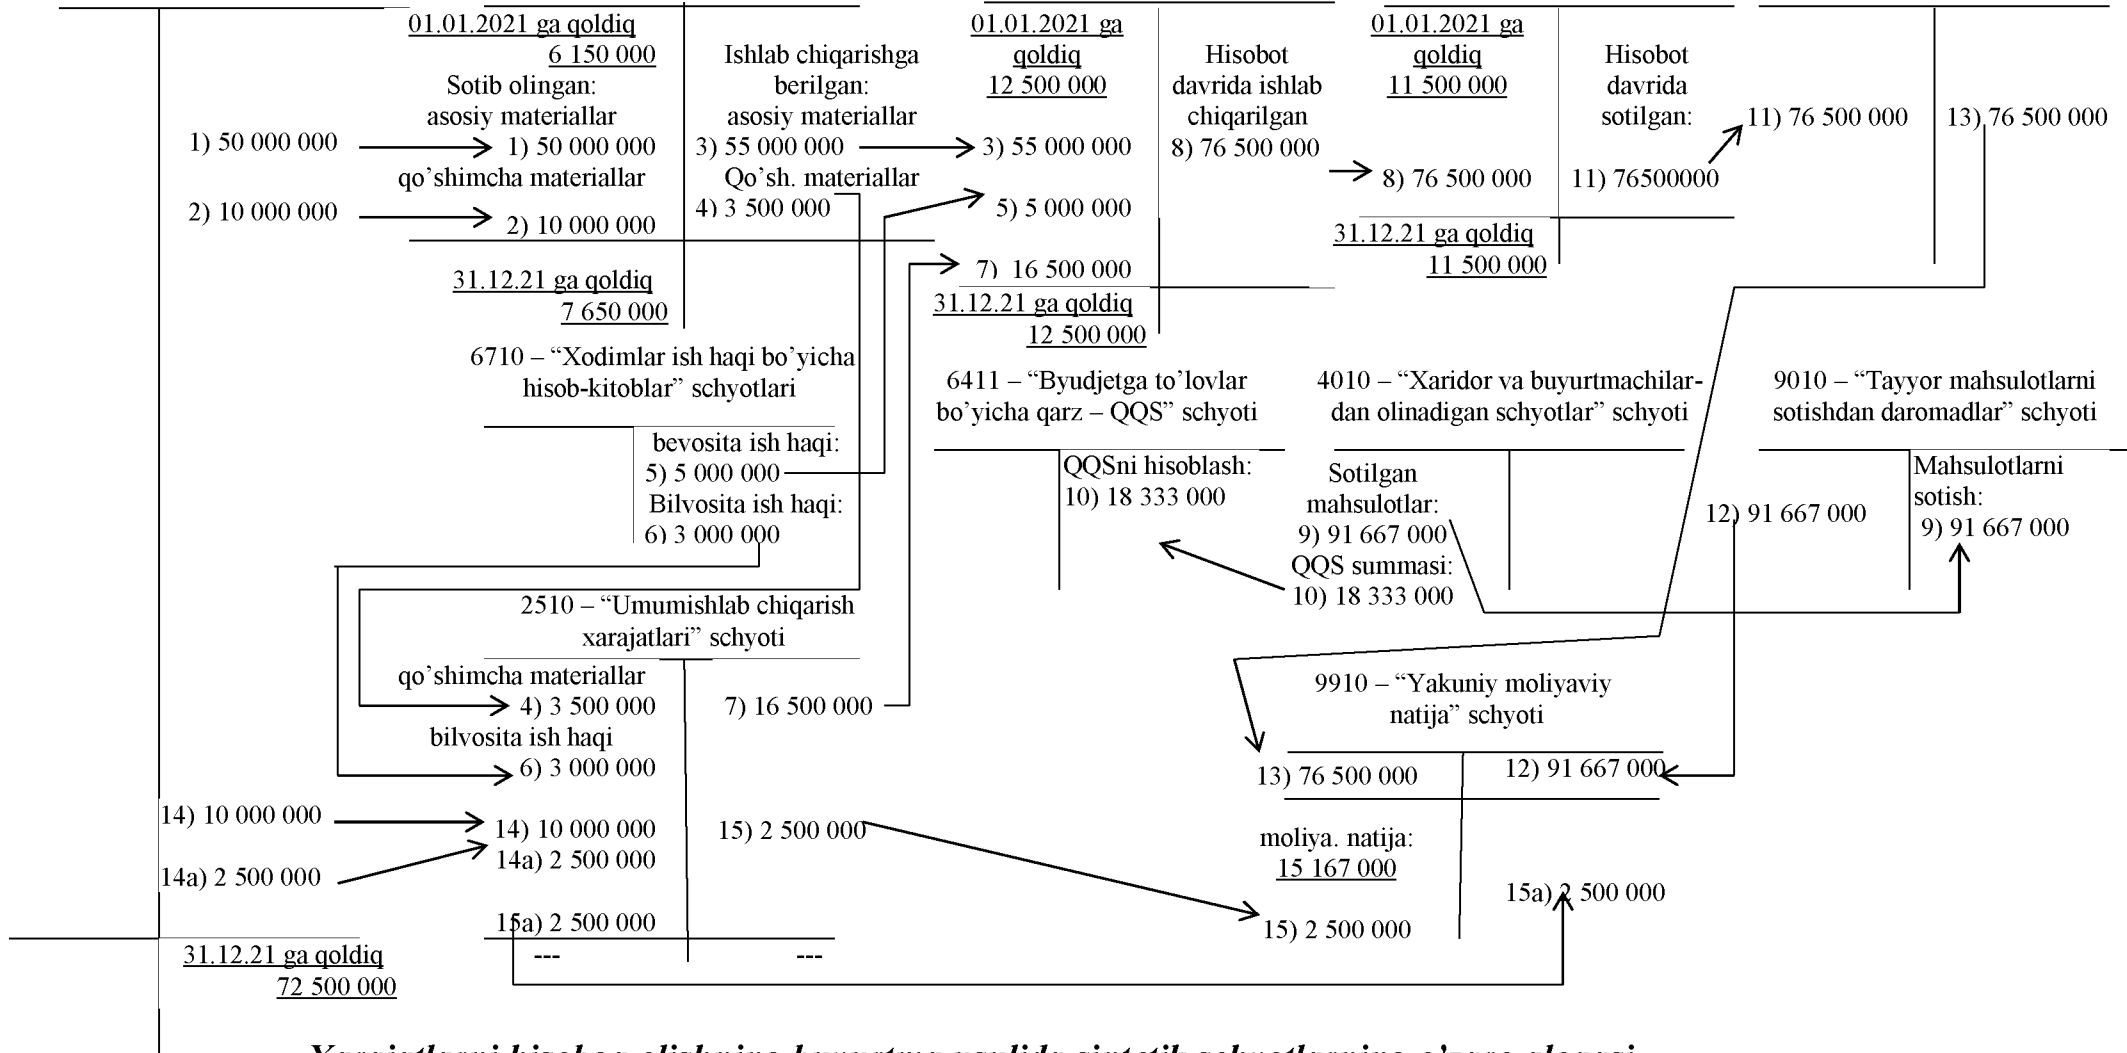 01.01.2021 ga qoldiq
6 150 000
Sotib olingan:
asosiy materiallar
1) 50 000 000
1) 50 000 000
qo’shimcha materiallar
2) 10 000 000
2) 10 000 000
31.12.21 ga qoldiq
7 650 000
Ishlab chiqarishga
berilgan:
asosiy materiallar
3) 55 000 000
Qo’sh. materiallar
4) 3 500 000
01.01.2021 ga
qoldiq
12 500 000
3) 55 000 000
5) 5 000 000
7) 16 500 000
31.12.21 ga qoldiq
12 500 000
Hisobot
davrida ishlab
chiqarilgan
8) 76 500 000
01.01.2021 ga
qoldiq
11 500 000
8) 76 500 000
31.12.21 ga qoldiq
11 500 000
Hisobot
davrida
sotilgan:
11) 76500000
11) 76 500 000
13) 76 500 000
6710 – “Xodimlar ish haqi bo’yicha
hisob-kitoblar” schyotlari
bevosita ish haqi:
5) 5 000 000
Bilvosita ish haqi:
6) 3 000 000
6411 – “Byudjetga to’lovlar
bo’yicha qarz – QQS” schyoti
QQSni hisoblash:
10) 18 333 000
4010 – “Xaridor va buyurtmachilar-
dan olinadigan schyotlar” schyoti
Sotilgan
mahsulotlar:
9) 91 667 000
QQS summasi:
10) 18 333 000
9010 – “Tayyor mahsulotlarni
sotishdan daromadlar” schyoti
12) 91 667 000
Mahsulotlarni
sotish:
9) 91 667 000
2510 – “Umumishlab chiqarish
xarajatlari” schyoti
qo’shimcha materiallar
4) 3 500 000
7) 16 500 000
bilvosita ish haqi
6) 3 000 000
14) 10 000 000
14) 10 000 000
15) 2 500 000
14a) 2 500 000
14a) 2 500 000
15a) 2 500 000
---
---
31.12.21 ga qoldiq
72 500 000
9910 – “Yakuniy moliyaviy
natija” schyoti
13) 76 500 000
12) 91 667 000
moliya. natija:
15 167 000
15a) 2 500 000
15) 2 500 000
Xarajatlarni hisobga olishning buyurtma usulida sintetik schyotlarning o’zaro aloqasi